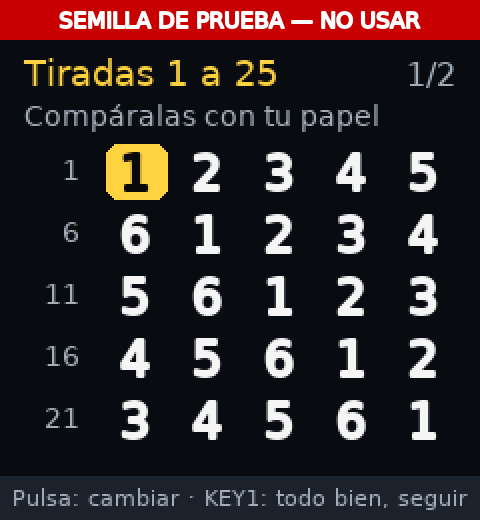 SEMILLA DE PRUEBA — NO USAR
Tiradas 1 a 25 1/2
Compáralas con tu papel
1 1 2 3 4 5
6 6 1 2 3 4
11 5 6 1 2 3
16 4 5 6 1 2
21 3 4 5 6 1
Pulsa: cambiar · KEY1: todo bien, seguir